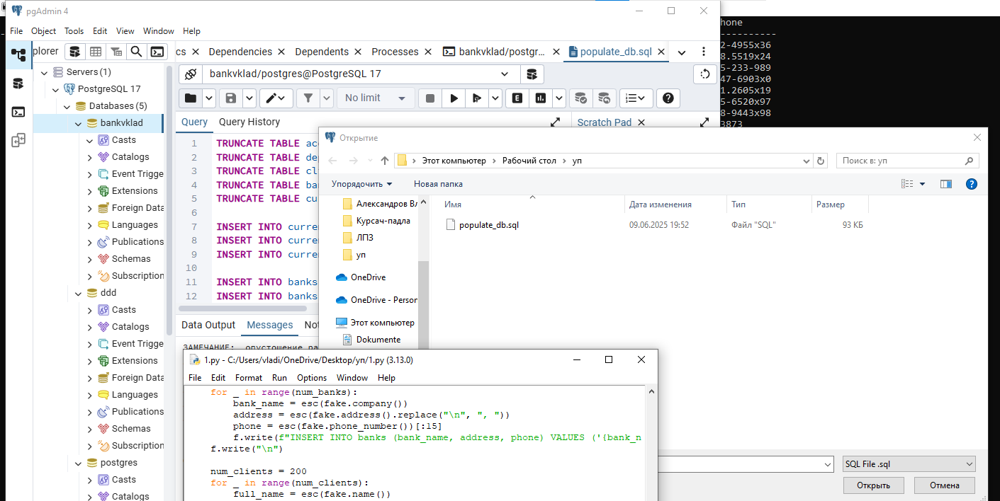 pgAdmin 4
File Object Tools Edit View Window Help
plorer
cs Dependencies Dependents Processes bankvklad/postgr... populate_db.sql
Servers (1)
PostgreSQL 17
Databases (5)
bankvklad
Casts
Catalogs
Event Trigge
Extensions
Foreign Data
Languages
Publications
Schemas
Subscription
ddd
Casts
Catalogs
Event Trigge
Extensions
Foreign Data
Languages
Publications
Schemas
Subscription
postgres
Casts
Catalogs
bankvklad/postgres@PostgreSQL 17
No limit
E
Query Query History
Scratch Pad
1 TRUNCATE TABLE acc
2 TRUNCATE TABLE dep
3 TRUNCATE TABLE cl
4 TRUNCATE TABLE ban
5 TRUNCATE TABLE cu
6
7 INSERT INTO curren
8 INSERT INTO curren
9 INSERT INTO curren
10
11 INSERT INTO banks
12 INSERT INTO banks
Data Output Messages Not
ЗАМЕЧАНИЕ: опустошение ра
hone
-----------
2-4955x36
8.5519x24
5-233-989
47-6903x0
1.2605x19
5-6520x97
8-9443x98
3873
Открытие
Этот компьютер > Рабочий стол > уп
Поиск в: уп
Упорядочить Новая папка
Александров Вл
Курсач-падла
ЛПЗ
уп
OneDrive
OneDrive - Person
Этот компьютер
Dokumente
Имя Дата изменения Тип Размер
populate_db.sql 09.06.2025 19:52 Файл "SQL" 93 КБ
SQL File .sql
Открыть Отмена
1.py - C:/Users/vladi/OneDrive/Desktop/уп/1.py (3.13.0)
File Edit Format Run Options Window Help
for _ in range(num_banks):
bank_name = esc(fake.company())
address = esc(fake.address().replace("\n", ", "))
phone = esc(fake.phone_number())[:15]
f.write(f"INSERT INTO banks (bank_name, address, phone) VALUES ('{bank_n
f.write("\n")
num_clients = 200
for _ in range(num_clients):
full_name = esc(fake.name())